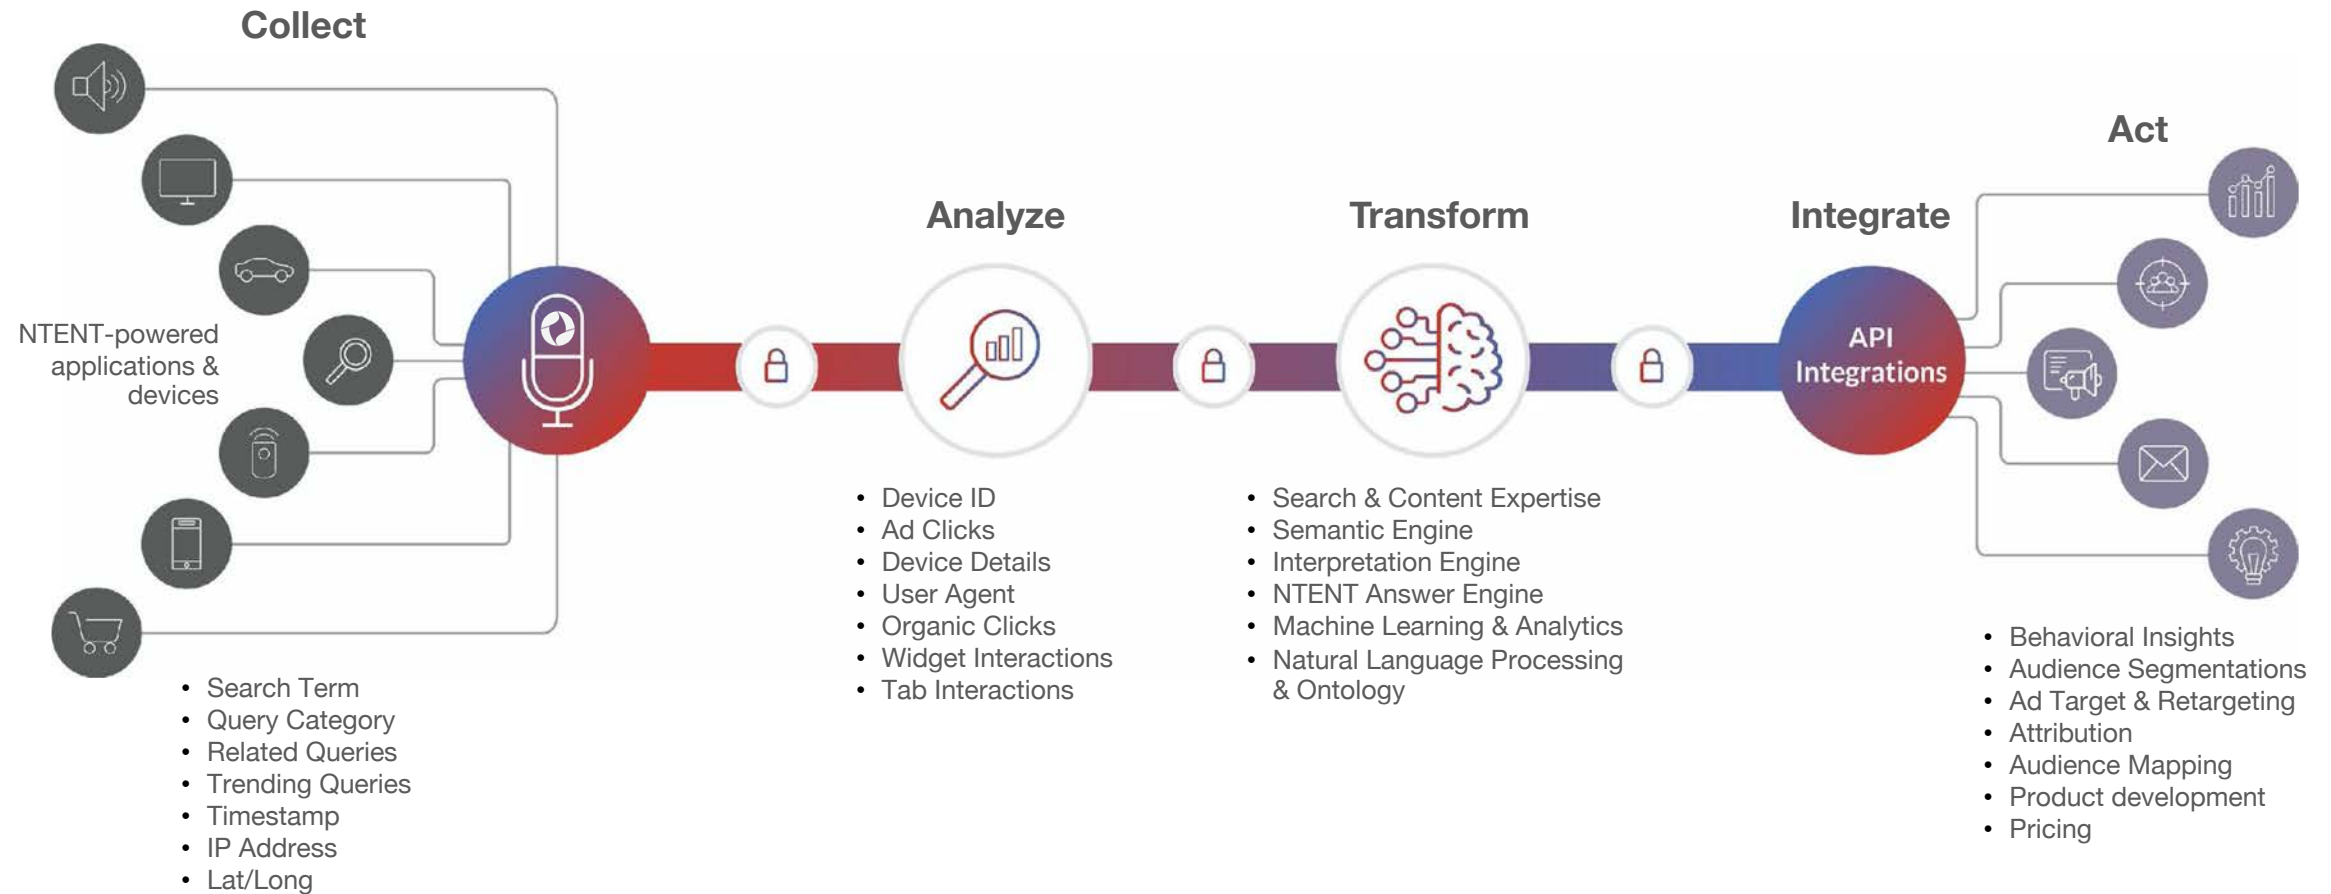 Collect
NTENT-powered
applications &
devices
• Search Term
• Query Category
• Related Queries
• Trending Queries
• Timestamp
• IP Address
• Lat/Long
Analyze
• Device ID
• Ad Clicks
• Device Details
• User Agent
• Organic Clicks
• Widget Interactions
• Tab Interactions
Transform
• Search & Content Expertise
• Semantic Engine
• Interpretation Engine
• NTENT Answer Engine
• Machine Learning & Analytics
• Natural Language Processing
& Ontology
Integrate
API
Integrations
Act
• Behavioral Insights
• Audience Segmentations
• Ad Target & Retargeting
• Attribution
• Audience Mapping
• Product development
• Pricing